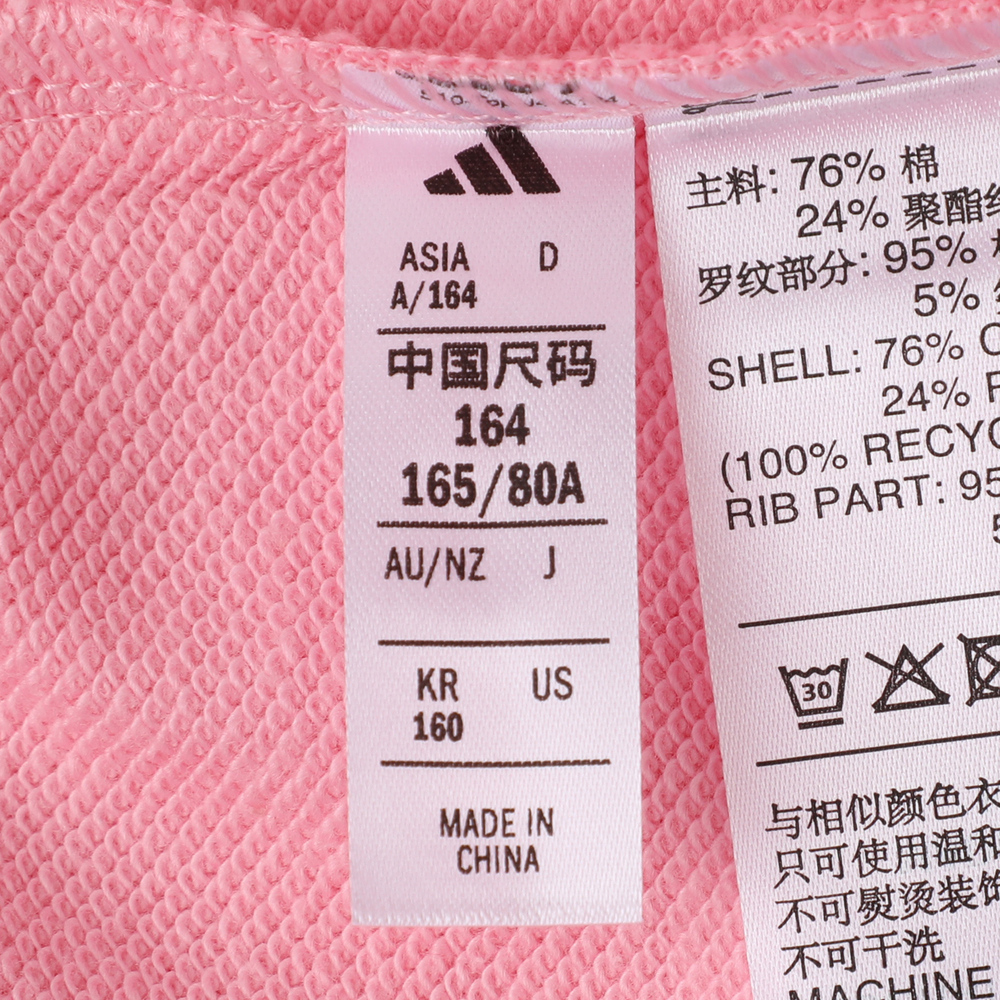 ASIA D
A/164
中国尺码
164
165/80A
AU/NZ J
KR US
160
MADE IN
CHINA
主料: 76% 棉
24% 聚酯
罗纹部分: 95%
5%
SHELL: 76%
24%
(100%
RIB PART:
30
与相似颜色衣
只可使用温和
不可熨烫装饰
不可干洗
MACHINE